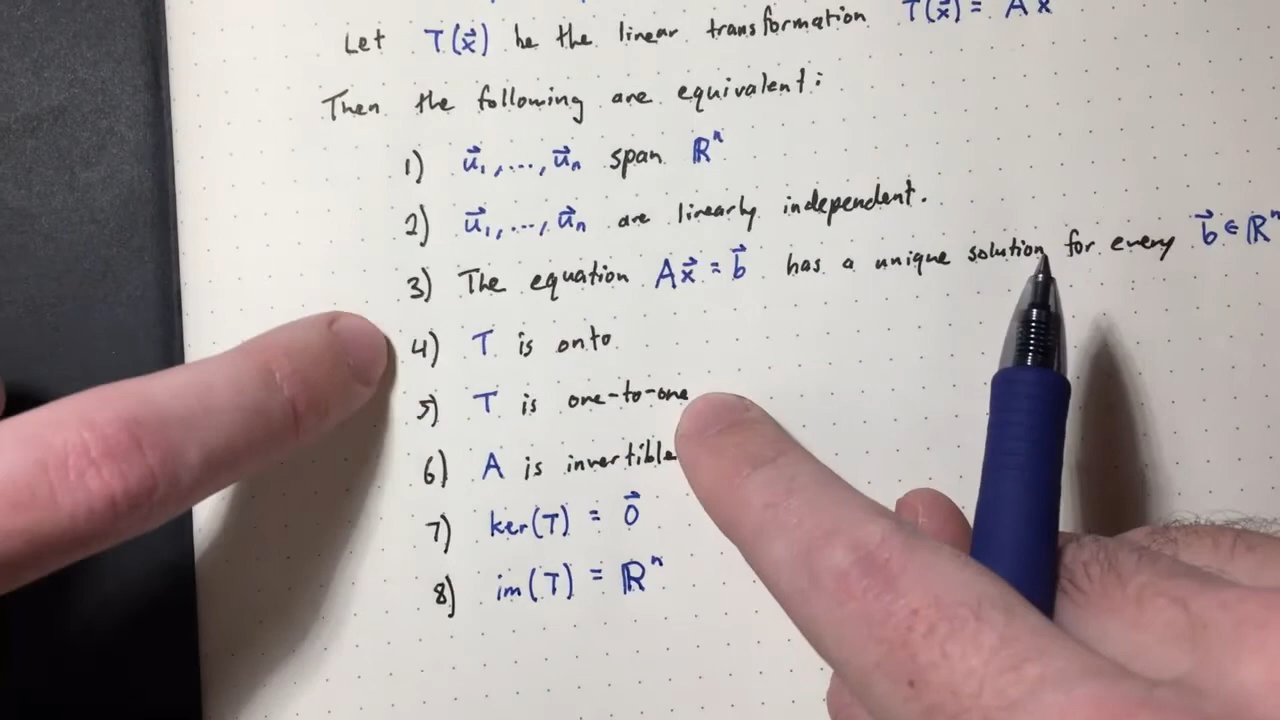 Let T(x⃗) be the linear transformation T(x⃗) = A x⃗
Then the following are equivalent:
1) u⃗₁, ..., u⃗ₙ span ℝⁿ
2) u⃗₁, ..., u⃗ₙ are linearly independent.
3) The equation Ax⃗ = b⃗ has a unique solution for every b⃗ ∈ ℝⁿ
4) T is onto
5) T is one-to-one
6) A is invertible
7) ker(T) = 0⃗
8) im(T) = ℝⁿ